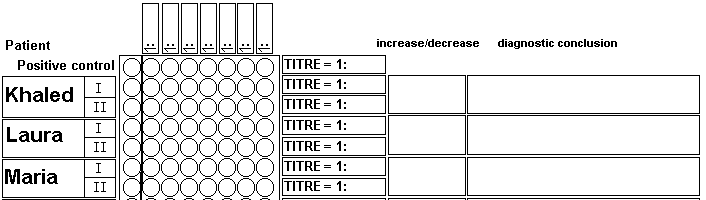 Patient increase/decrease diagnostic conclusion
Positive control TITRE = 1:
Khaled I TITRE = 1:
II TITRE = 1:
Laura I TITRE = 1:
II TITRE = 1:
Maria I TITRE = 1:
II TITRE = 1: